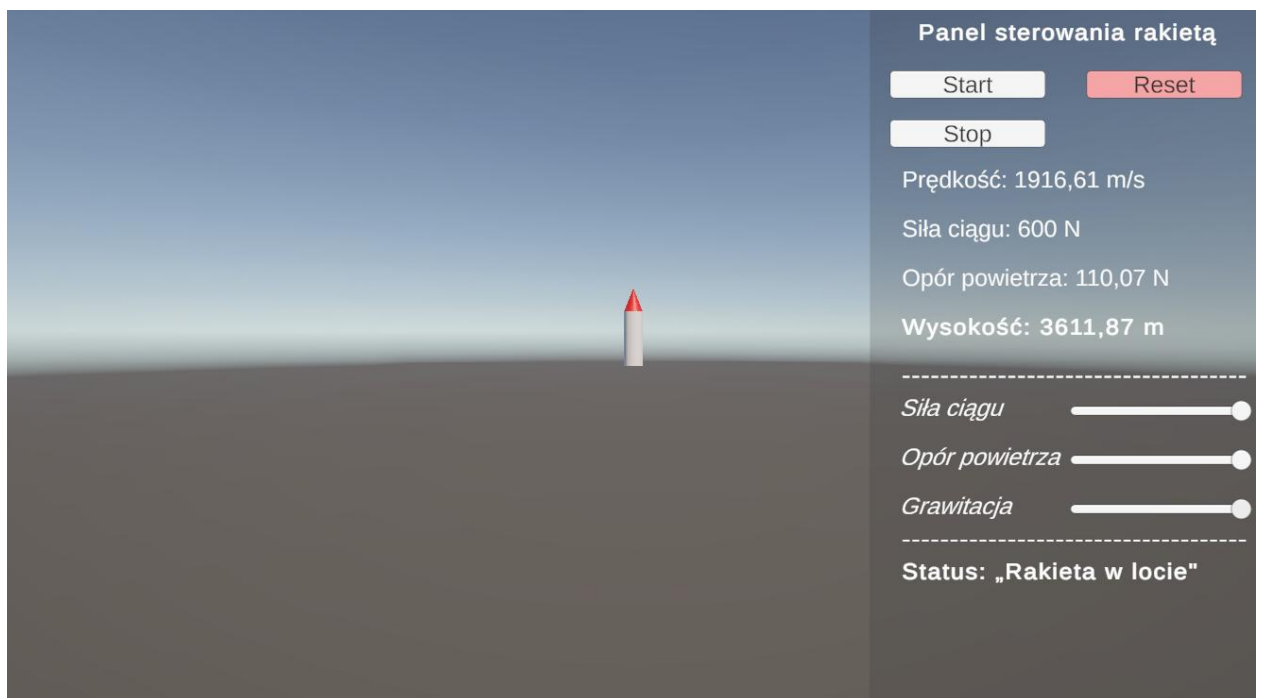 Panel sterowania rakietą
Start Reset
Stop
Prędkość: 1916,61 m/s
Siła ciągu: 600 N
Opór powietrza: 110,07 N
Wysokość: 3611,87 m
------------------------------------
Siła ciągu
Opór powietrza
Grawitacja
------------------------------------
Status: „Rakieta w locie"